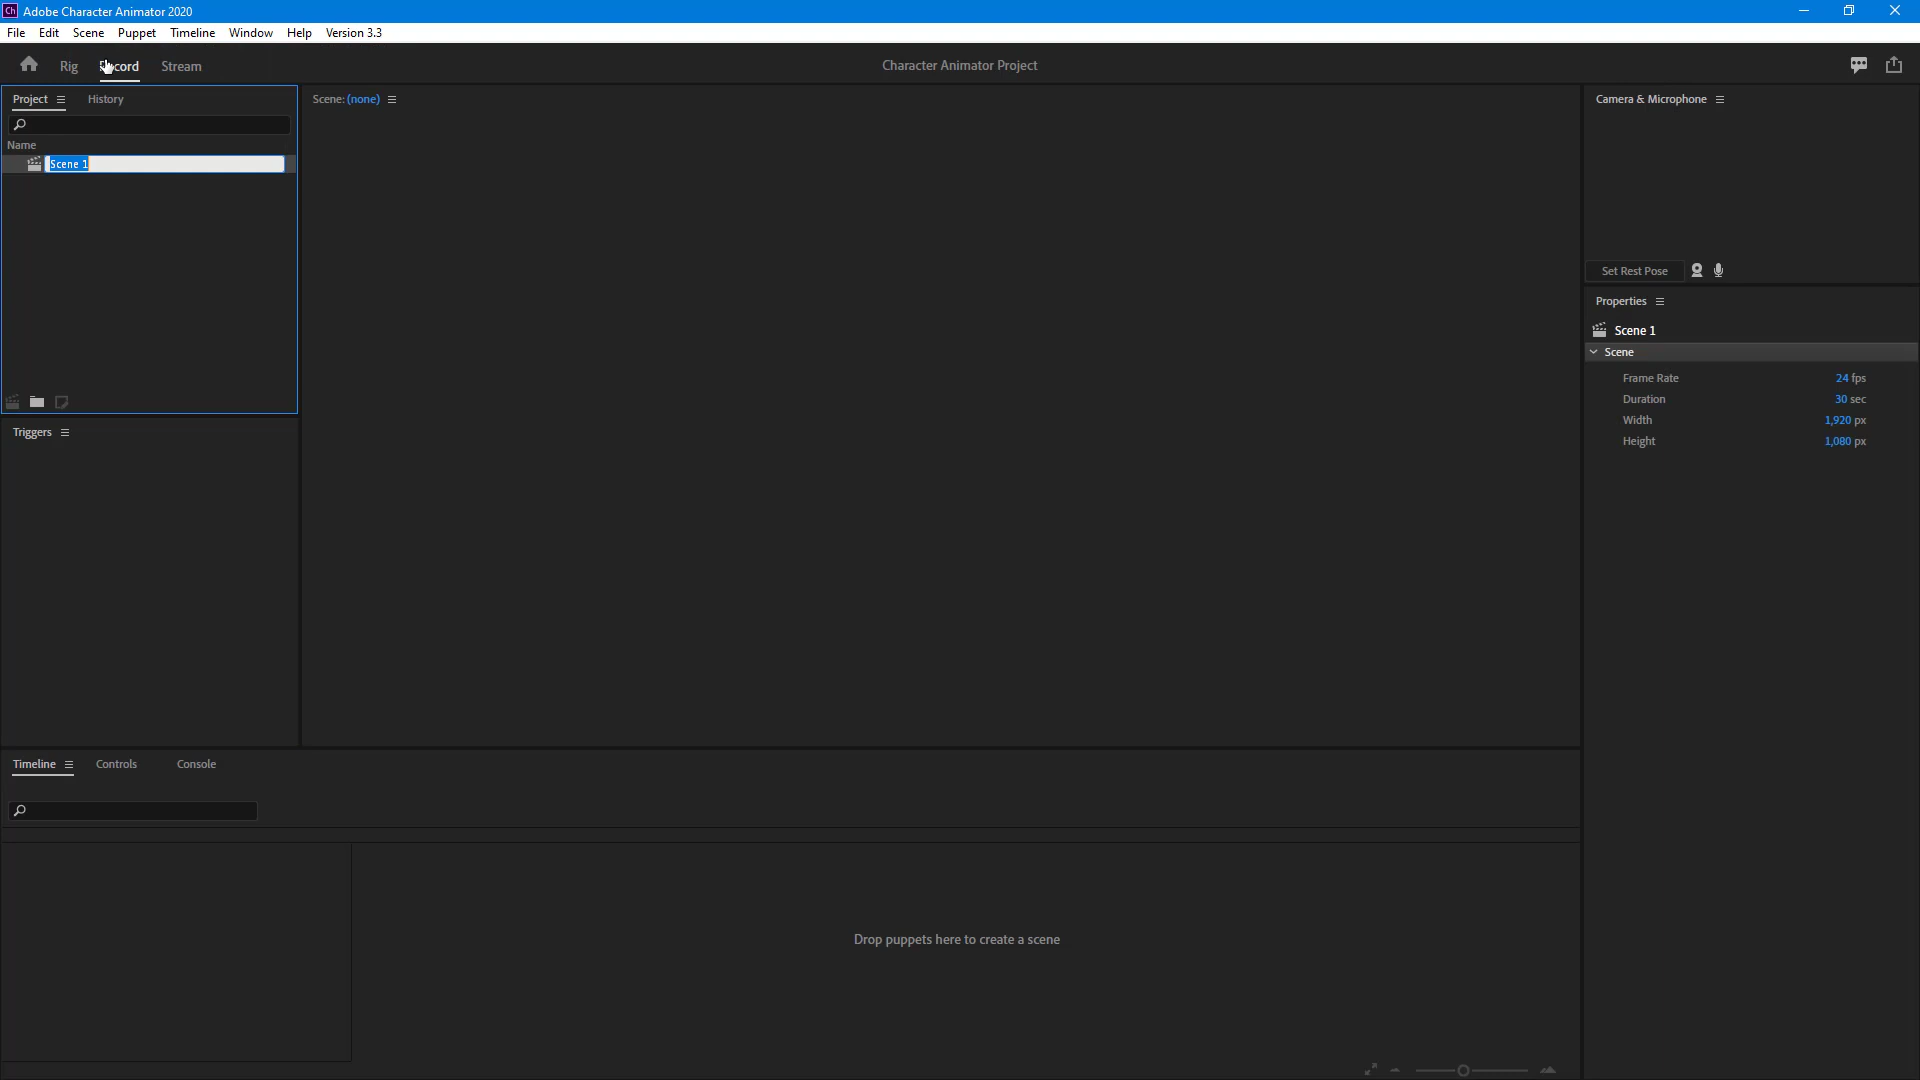 Ch Adobe Character Animator 2020
File Edit Scene Puppet Timeline Window Help Version 3.3
Rig cord Stream Character Animator Project
Project History Scene: (none) Camera & Microphone
Name
Scene 1
Set Rest Pose
Properties
Scene 1
Scene
Frame Rate 24 fps
Duration 30 sec
Width 1,920 px
Height 1,080 px
Triggers
Timeline Controls Console
Drop puppets here to create a scene